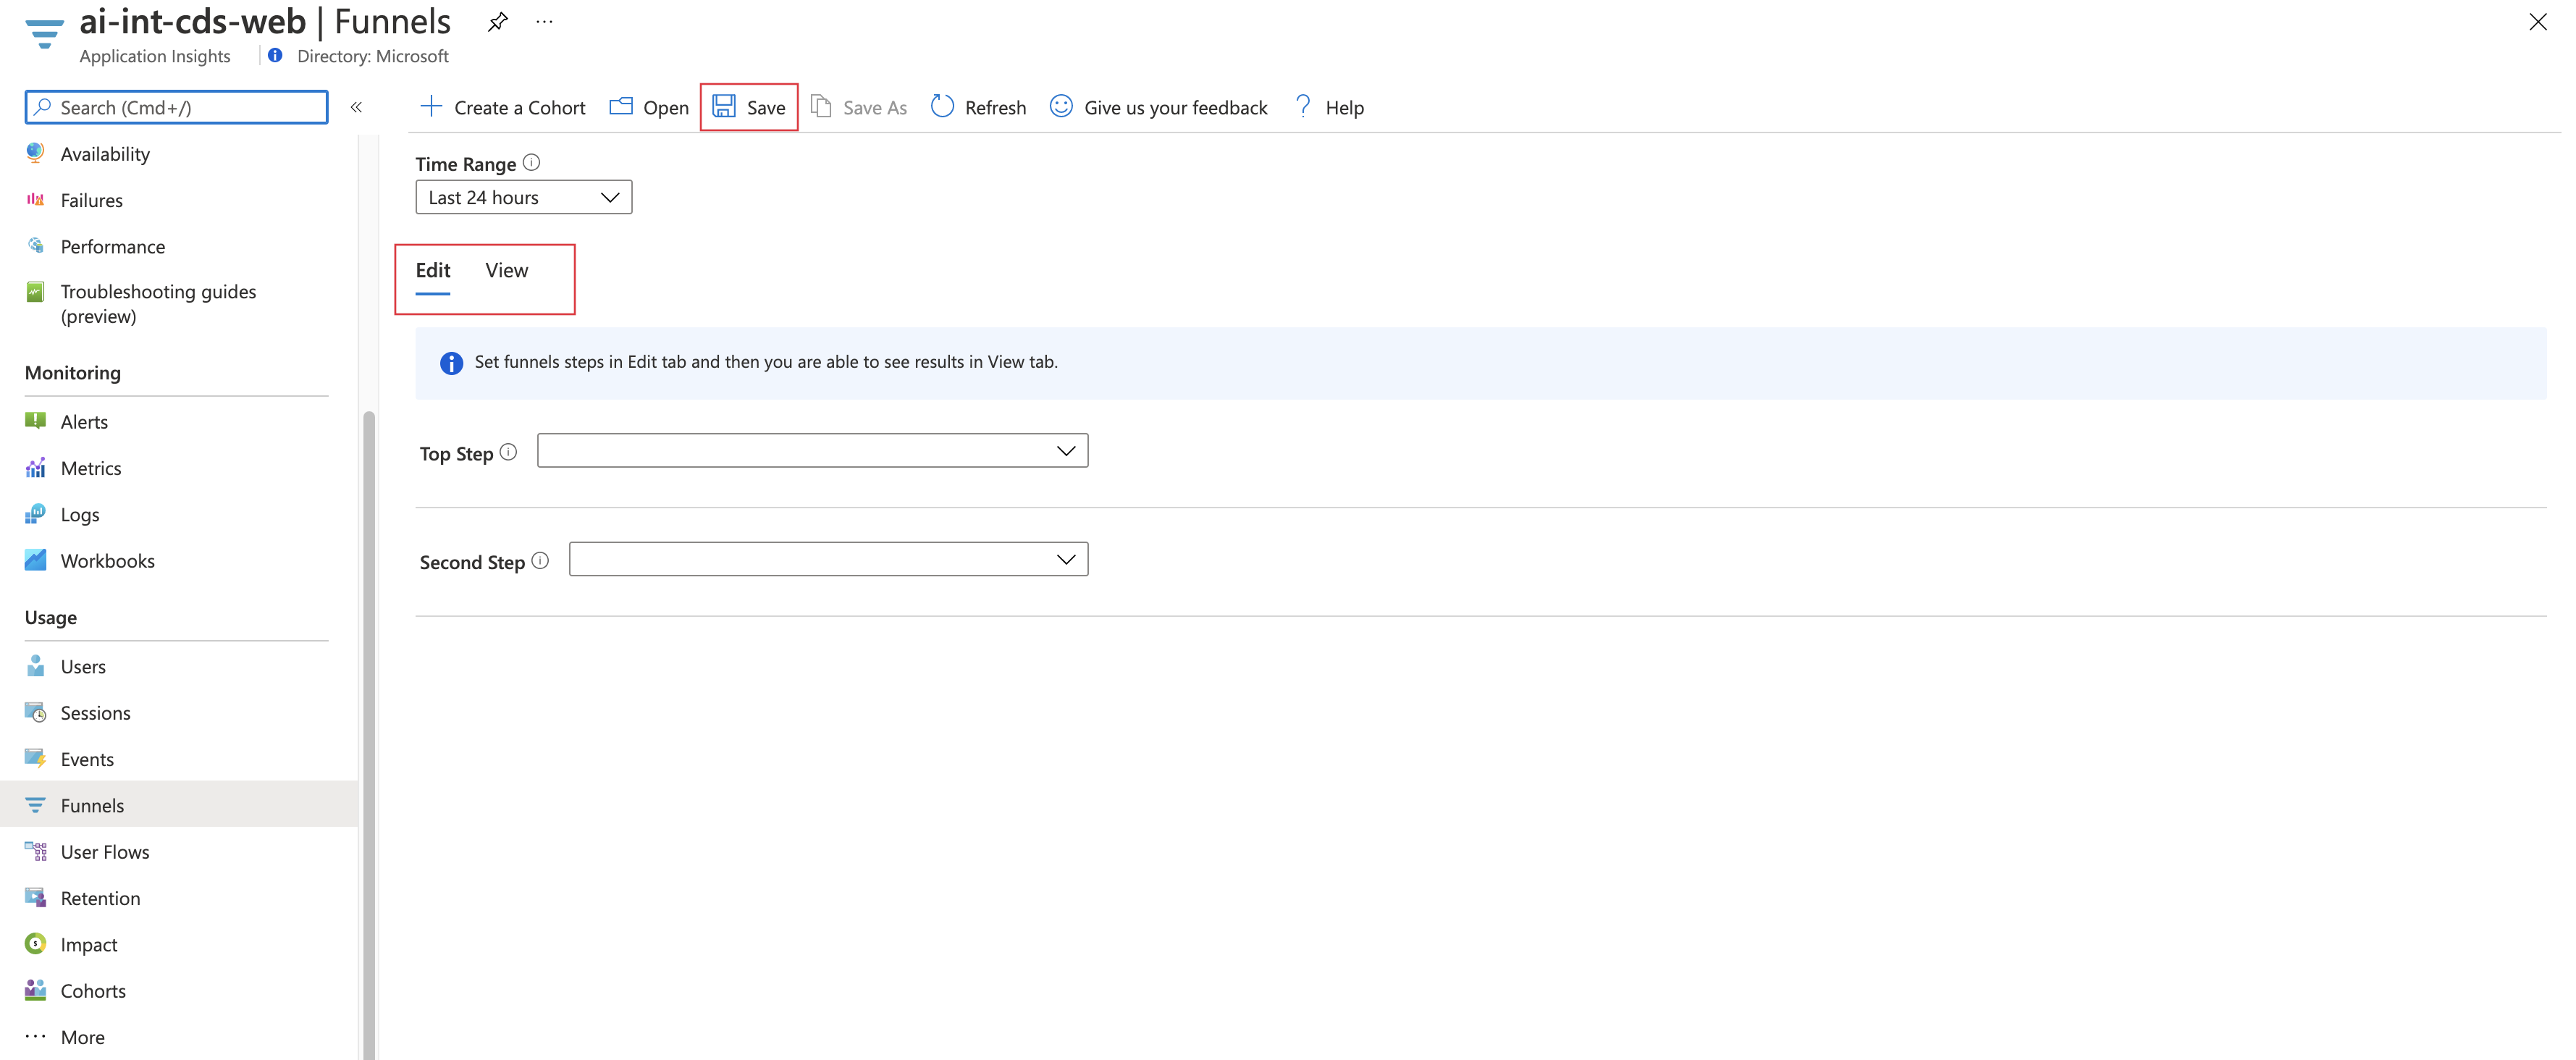 ai-int-cds-web | Funnels
Application Insights
Directory: Microsoft
Search (Cmd+/)
Availability
Failures
Performance
Troubleshooting guides
(preview)
Monitoring
Alerts
Metrics
Logs
Workbooks
Usage
Users
Sessions
Events
Funnels
User Flows
Retention
Impact
Cohorts
More
Create a Cohort
Open
Save
Save As
Refresh
Give us your feedback
Help
Time Range
Last 24 hours
Edit
View
Set funnels steps in Edit tab and then you are able to see results in View tab.
Top Step
Second Step